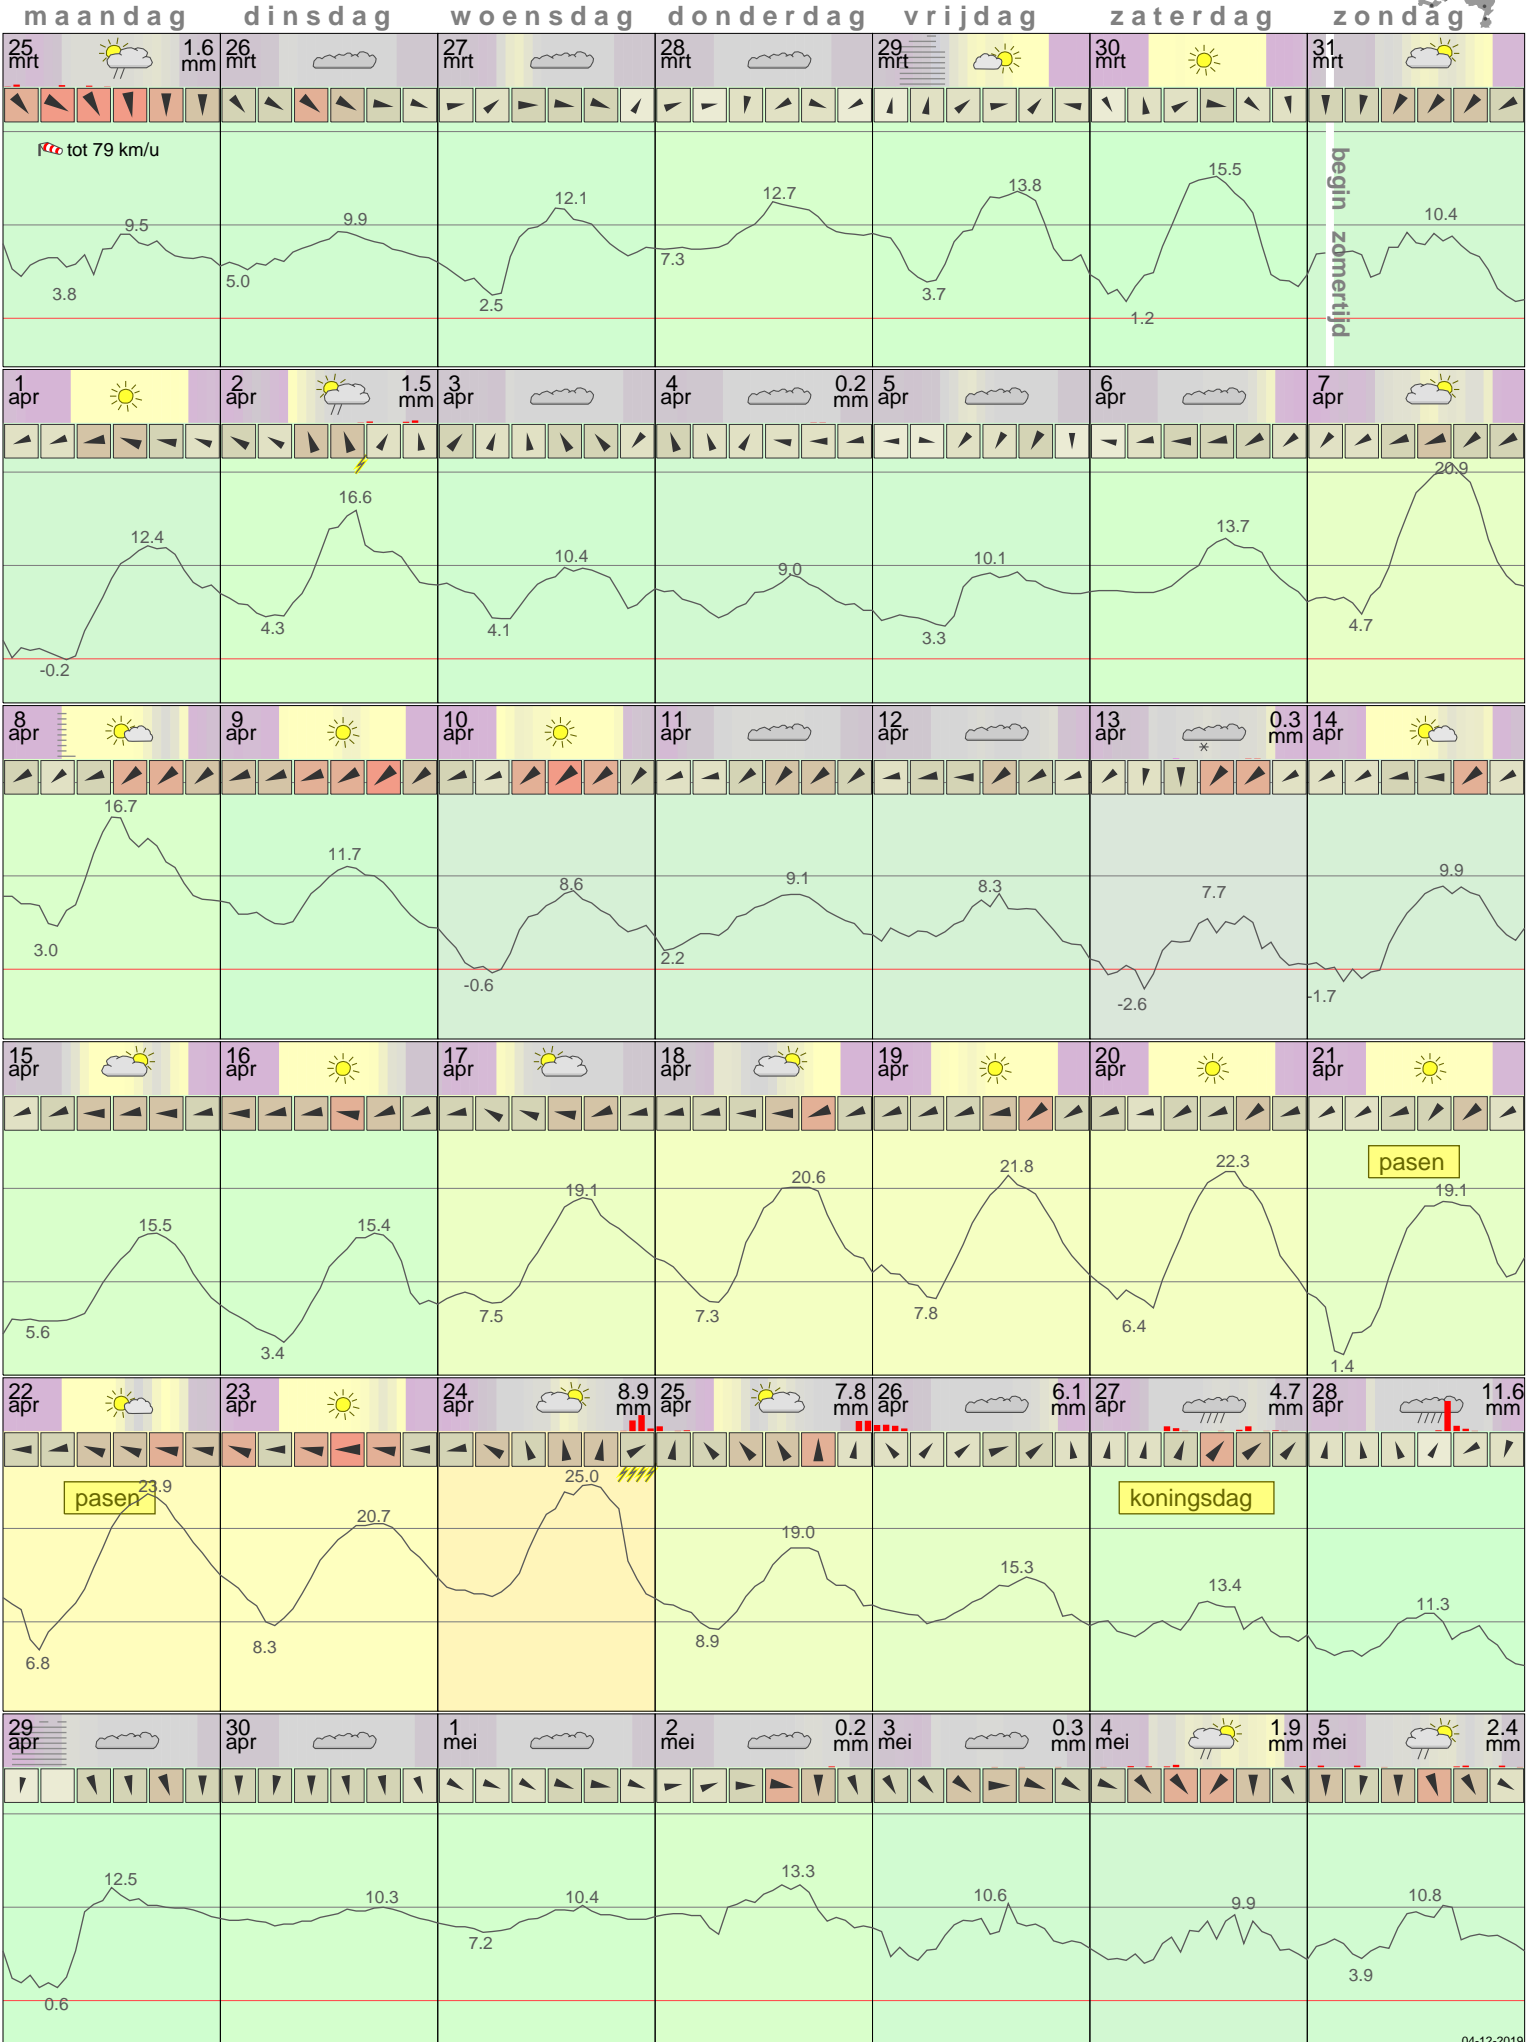 maandag dinsdag woensdag donderdag vrijdag zaterdag zondag
25 mrt 1.6 mm 26 mrt 27 mrt 28 mrt 29 mrt 30 mrt 31 mrt
tot 79 km/u
9.5 3.8 5.0 9.9 12.1 2.5 7.3 12.7 13.8 3.7 15.5 1.2 10.4
begin zomertijd
1 apr 2 apr 1.5 mm 3 apr 4 apr 0.2 mm 5 apr 6 apr 7 apr
12.4 -0.2 16.6 4.3 10.4 4.1 9.0 10.1 3.3 13.7 20.9 4.7
8 apr 9 apr 10 apr 11 apr 12 apr 13 apr 0.3 mm 14 apr
16.7 3.0 11.7 8.6 -0.6 2.2 9.1 8.3 7.7 -2.6 9.9 -1.7
15 apr 16 apr 17 apr 18 apr 19 apr 20 apr 21 apr
pasen
15.5 5.6 15.4 3.4 19.1 7.5 20.6 7.3 21.8 7.8 22.3 6.4 19.1 1.4
22 apr 23 apr 24 apr 8.9 mm 25 apr 7.8 mm 26 apr 6.1 mm 27 apr 4.7 mm 28 apr 11.6 mm
pasen koningsdag
23.9 6.8 20.7 8.3 25.0 19.0 8.9 15.3 13.4 11.3
29 apr 30 apr 1 mei 2 mei 0.2 mm 3 mei 0.3 mm 4 mei 1.9 mm 5 mei 2.4 mm
12.5 0.6 10.3 10.4 7.2 13.3 10.6 9.9 10.8 3.9
04-12-2019